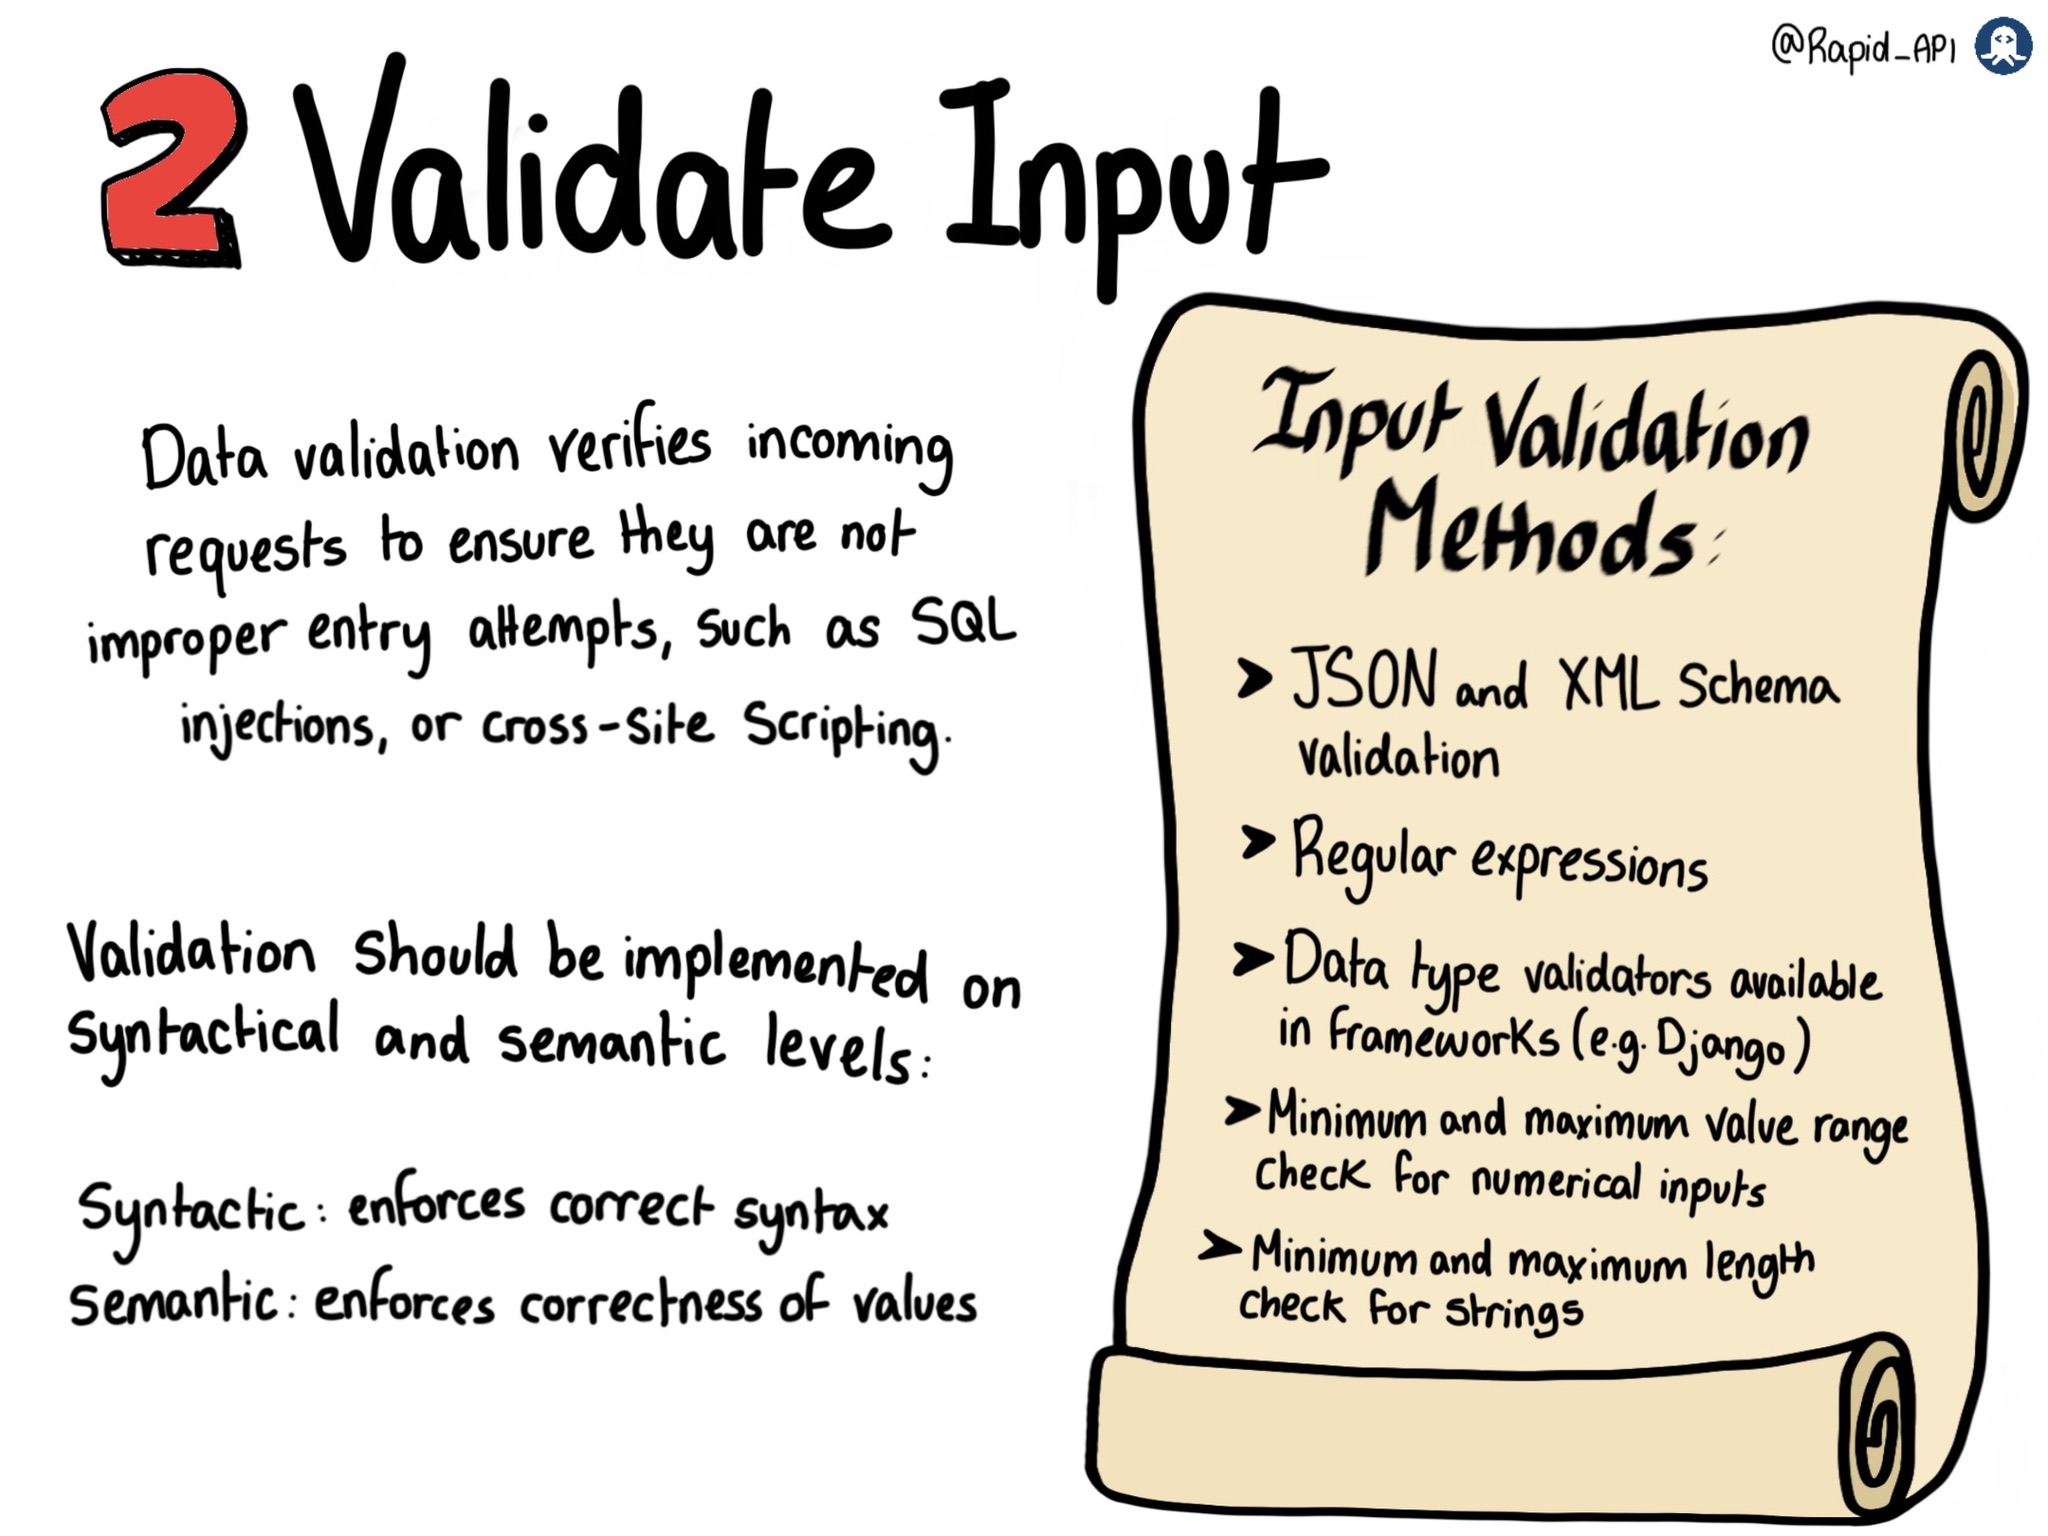 @Rapid_API
2 Validate Input
Data validation verifies incoming
requests to ensure they are not
improper entry attempts, such as SQL
injections, or cross-site scripting.
Validation should be implemented on
syntactical and semantic levels:
Syntactic: enforces correct syntax
Semantic: enforces correctness of values
Input Validation
Methods:
➤ JSON and XML Schema
validation
➤ Regular expressions
➤ Data type validators available
in frameworks (e.g. Django)
➤ Minimum and maximum value range
check for numerical inputs
➤ Minimum and maximum length
check for strings